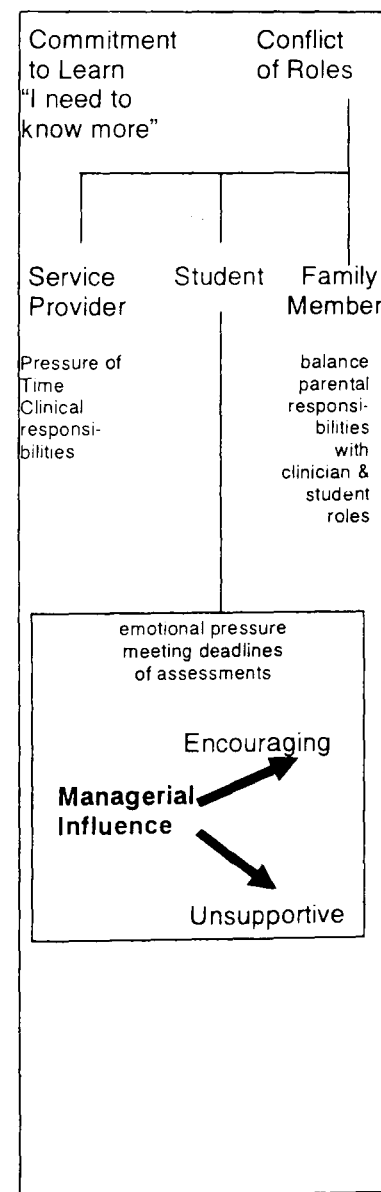 Commitment
to Learn
"I need to
know more"
Conflict
of Roles
Service
Provider
Student
Family
Member
Pressure of
Time
Clinical
responsi-
bilities
balance
parental
responsi-
bilities
with
clinician &
student
roles
emotional pressure
meeting deadlines
of assessments
Encouraging
Managerial
Influence
Unsupportive